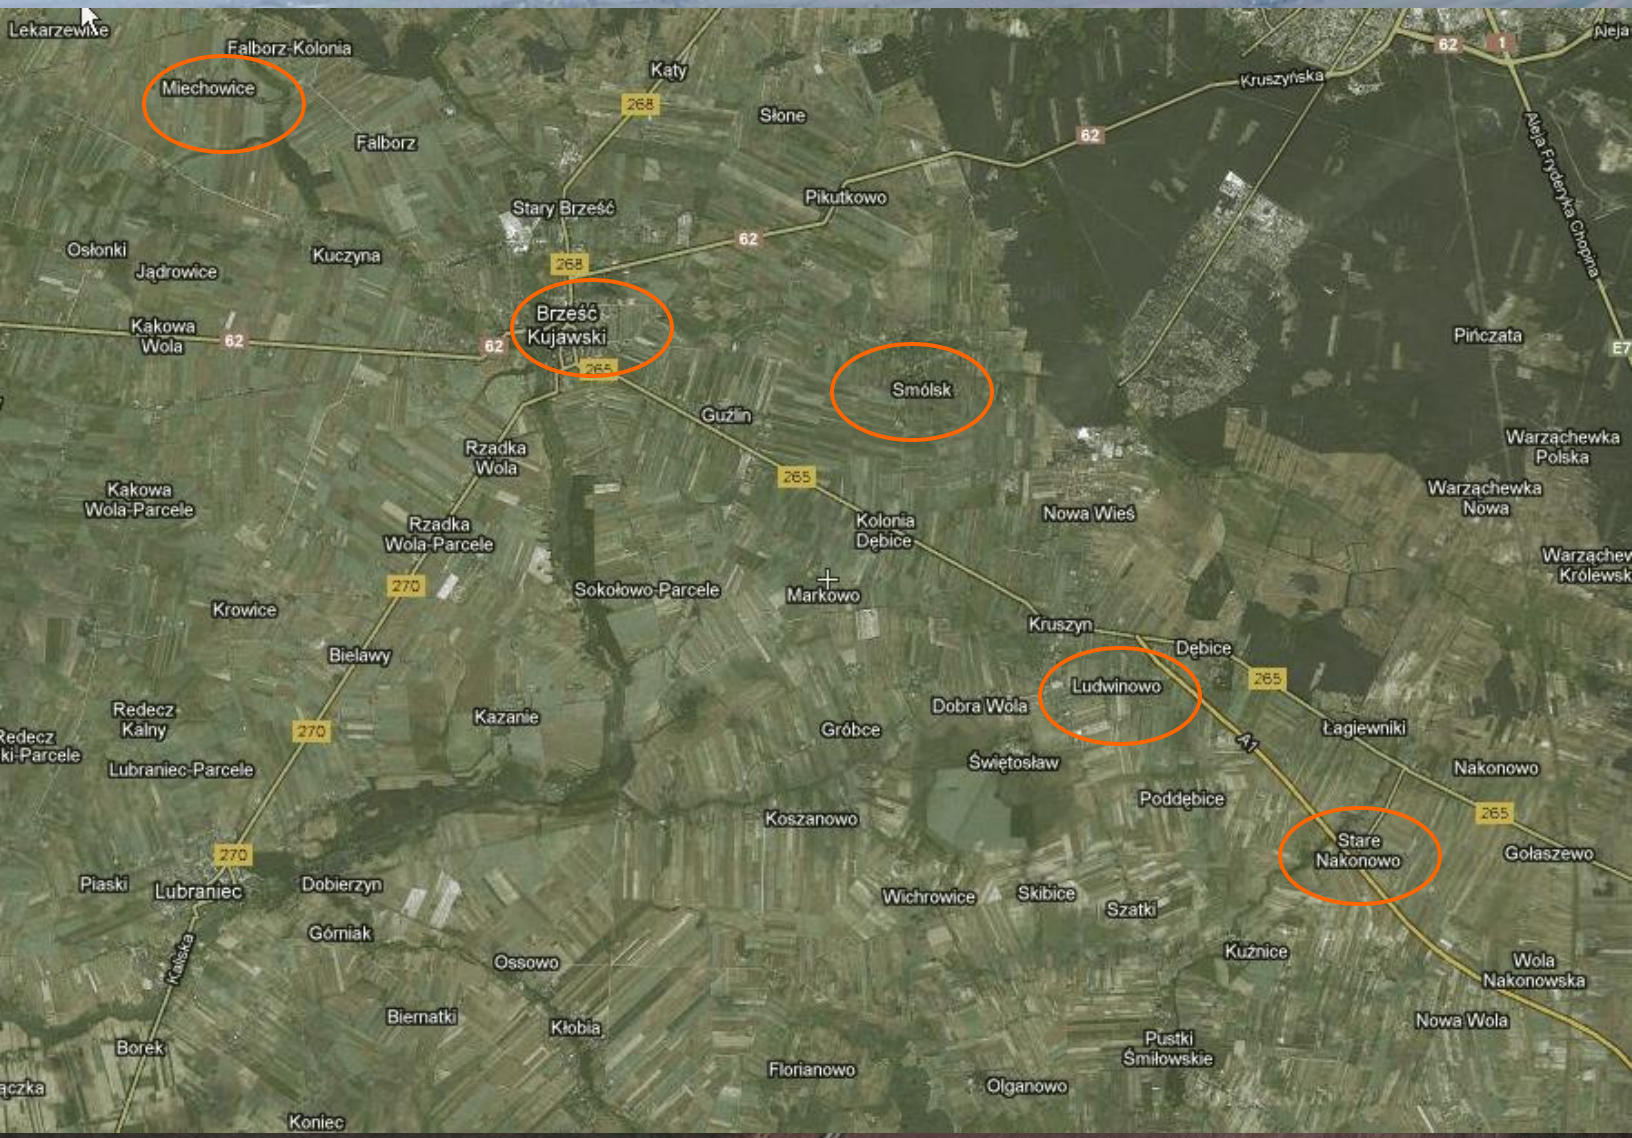 Lekarzewice
Falborz-Kolonia
Miechowice
Kąty
268
Słone
Falborz
Kruszyńska
62
1
Aleja
62
Aleja Fryderyka Chopina
Pikutkowo
Stary Brześć
62
268
Osłonki
Jądrowice
Kuczyna
Brześć
Kujawski
Kąkowa
Wola
62
62
265
Pińczata
E7
Smólsk
Guźlin
Rzadka
Wola
265
Warząchewka
Polska
Warząchewka
Nowa
Kąkowa
Wola-Parcele
Rzadka
Wola-Parcele
Kolonia
Dębice
Nowa Wieś
Warząchew
Królewsk
270
Sokołowo-Parcele
Markowo
Krowice
Kruszyn
Bielawy
Dębice
265
Ludwinowo
Redecz
Kalny
Redecz
ki-Parcele
270
Kazanie
Dobra Wola
Gróbce
A1
Łagiewniki
Lubraniec-Parcele
Świętosław
Nakonowo
Poddębice
Koszanowo
265
270
Stare
Nakonowo
Gołaszewo
Piaski
Lubraniec
Dobierzyn
Wichrowice
Skibice
Szatki
Górniak
Kaliska
Ossowo
Kuźnice
Wola
Nakonowska
Biernatki
Kłobia
Nowa Wola
Borek
Pustki
Śmiłowskie
Florianowo
Olganowo
ączka
Koniec